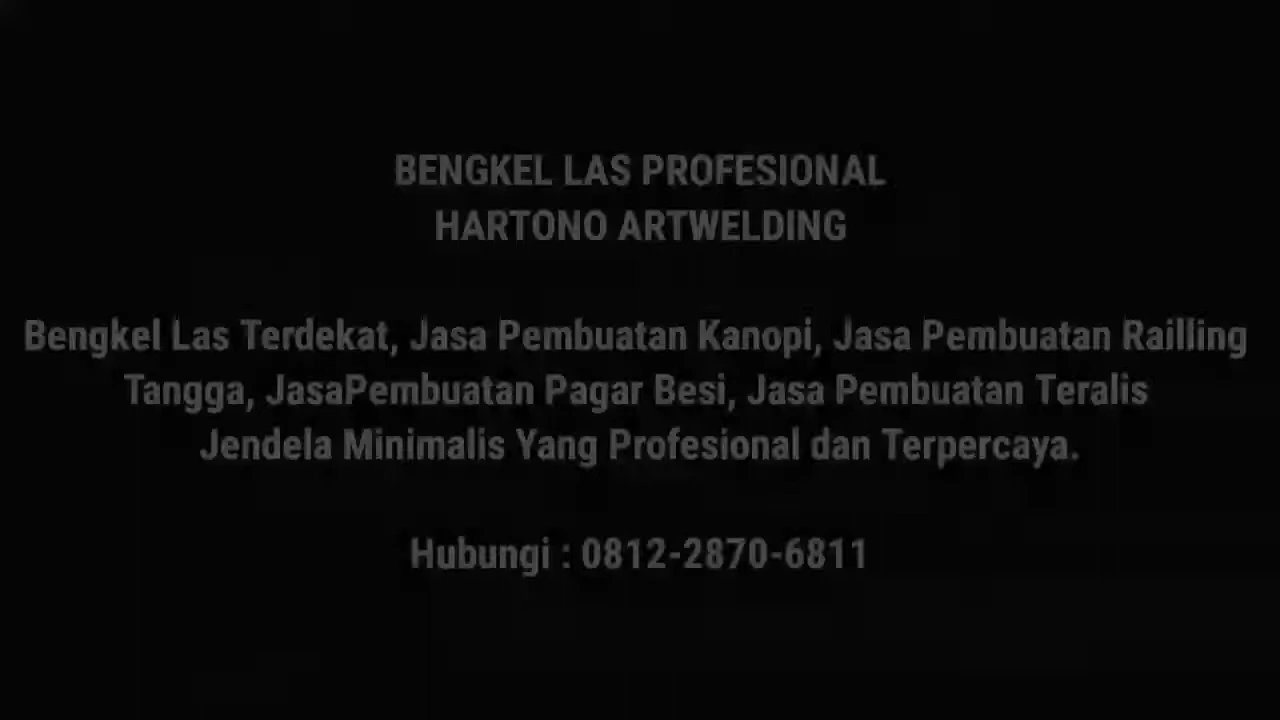 BENGKEL LAS PROFESIONAL
HARTONO ARTWELDING
Bengkel Las Terdekat, Jasa Pembuatan Kanopi, Jasa Pembuatan Railling
Tangga, JasaPembuatan Pagar Besi, Jasa Pembuatan Teralis
Jendela Minimalis Yang Profesional dan Terpercaya.
Hubungi : 0812-2870-6811